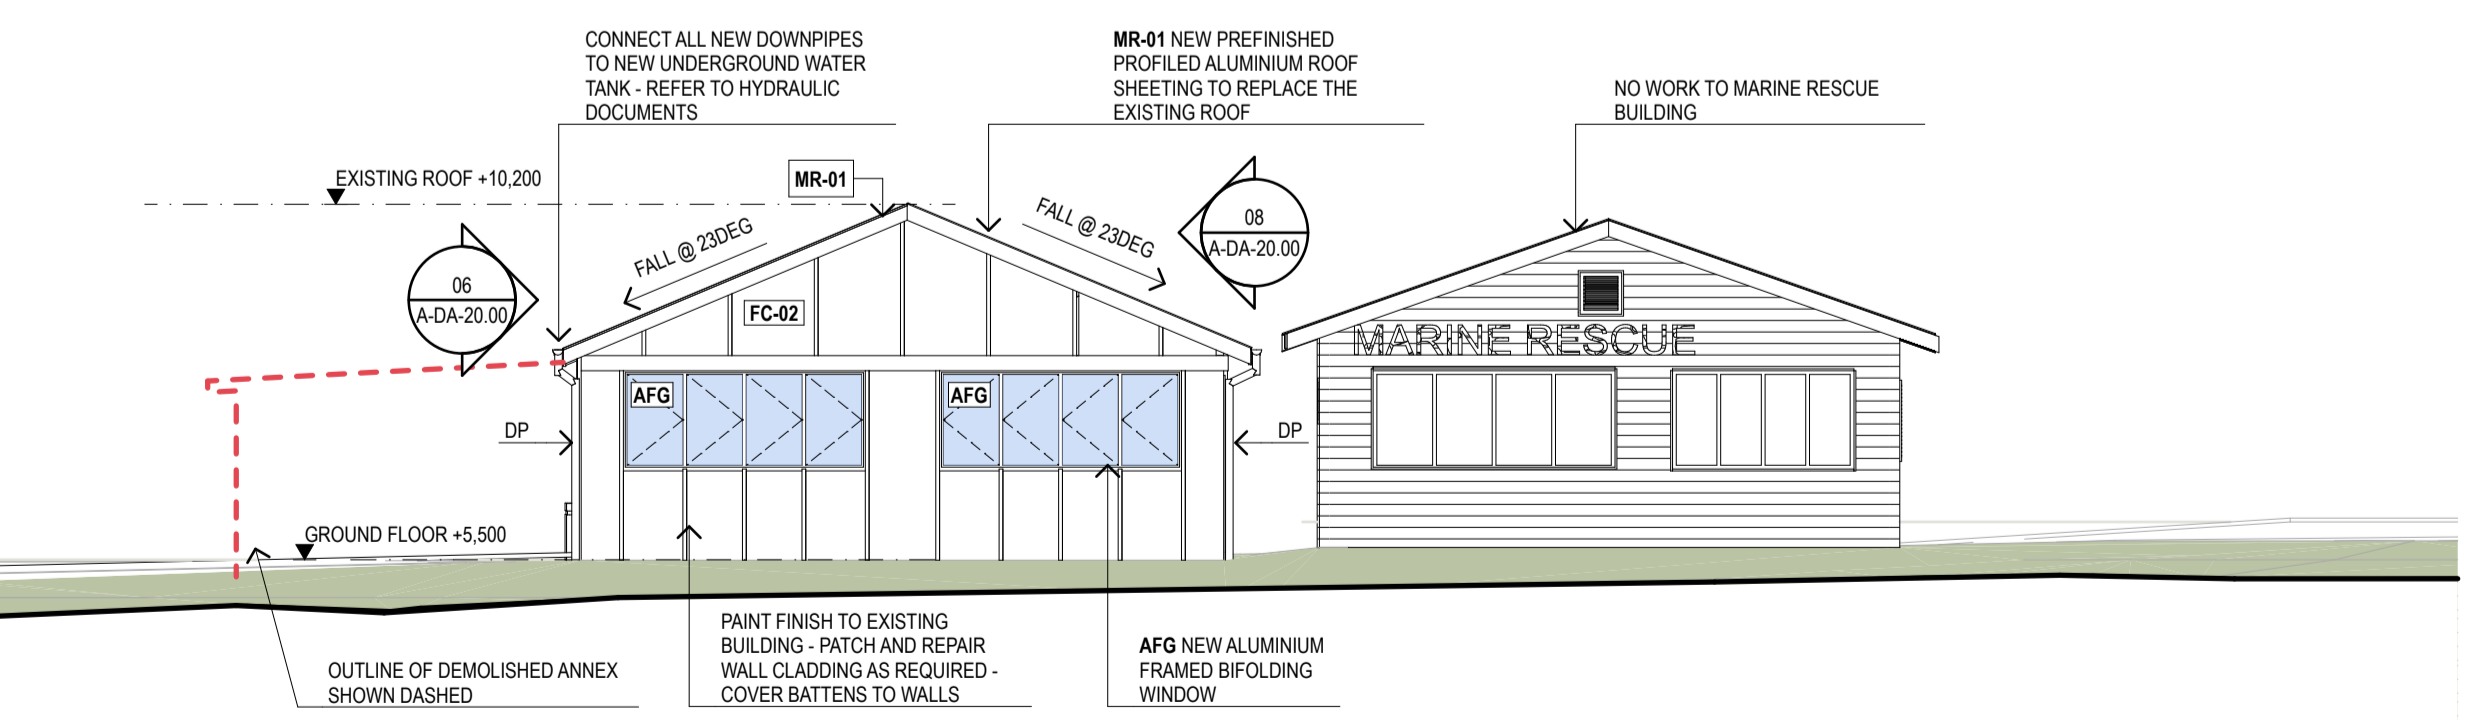 CONNECT ALL NEW DOWNPIPES
TO NEW UNDERGROUND WATER
TANK - REFER TO HYDRAULIC
DOCUMENTS
MR-01 NEW PREFINISHED
PROFILED ALUMINIUM ROOF
SHEETING TO REPLACE THE
EXISTING ROOF
NO WORK TO MARINE RESCUE
BUILDING
EXISTING ROOF +10,200
MR-01
FALL @ 23DEG
FALL @ 23DEG
08
A-DA-20.00
06
A-DA-20.00
FC-02
MARINE RESCUE
AFG
AFG
DP
DP
GROUND FLOOR +5,500
OUTLINE OF DEMOLISHED ANNEX
SHOWN DASHED
PAINT FINISH TO EXISTING
BUILDING - PATCH AND REPAIR
WALL CLADDING AS REQUIRED -
COVER BATTENS TO WALLS
AFG NEW ALUMINIUM
FRAMED BIFOLDING
WINDOW